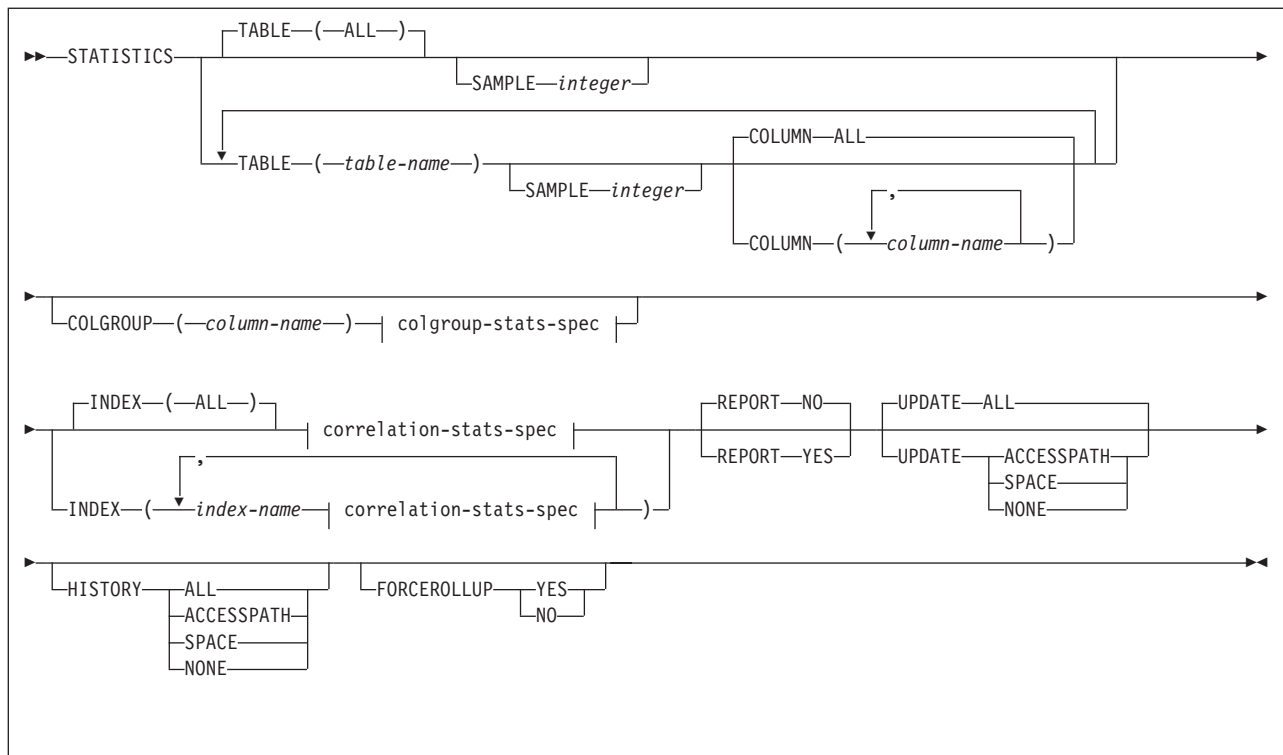 TABLE ( ALL )
STATISTICS
SAMPLE integer
COLUMN ALL
TABLE ( table-name )
SAMPLE integer
,
COLUMN ( column-name )
COLGROUP ( column-name ) colgroup-stats-spec
INDEX ( ALL ) REPORT NO UPDATE ALL
correlation-stats-spec
, REPORT YES UPDATE ACCESSPATH
SPACE
INDEX ( index-name correlation-stats-spec ) NONE
HISTORY ALL FORCEROLLUP YES
ACCESSPATH NO
SPACE
NONE